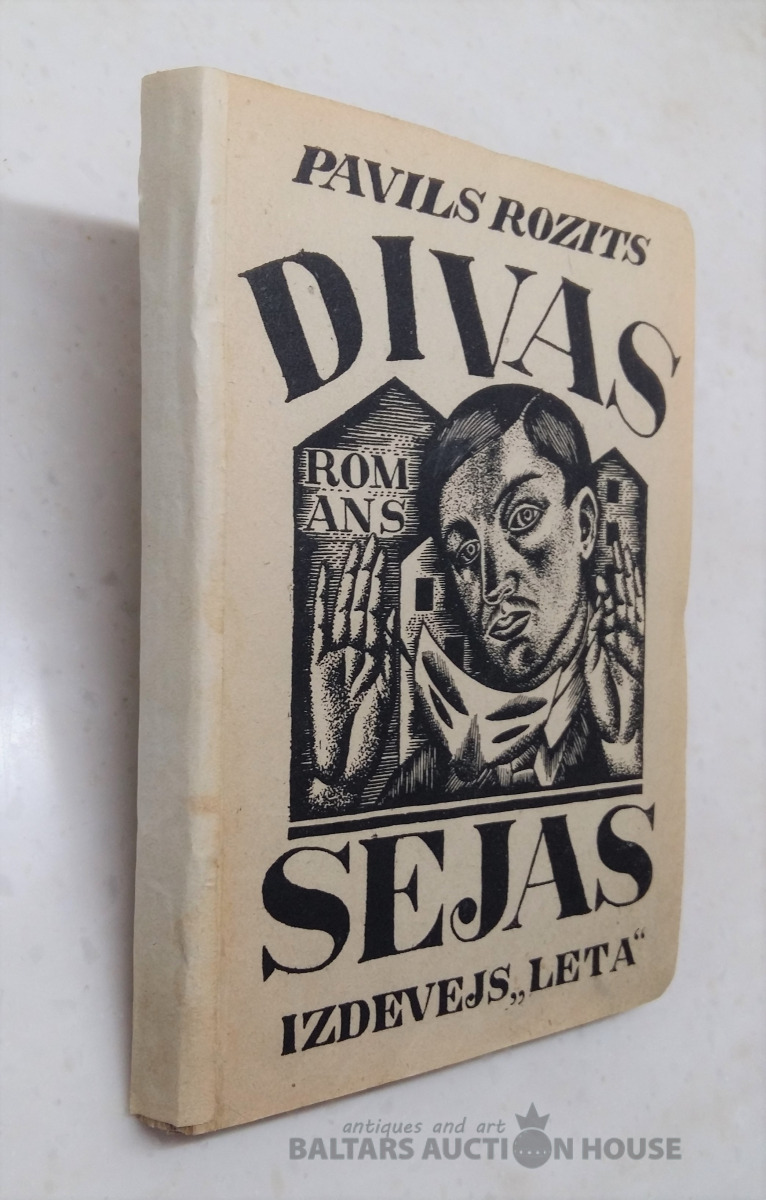 PAVILS ROZITS
DIVAS
ROM
ANS
SEJAS
IZDEVEJS „LETA“
antiques and art
BALTARS AUCTION HOUSE